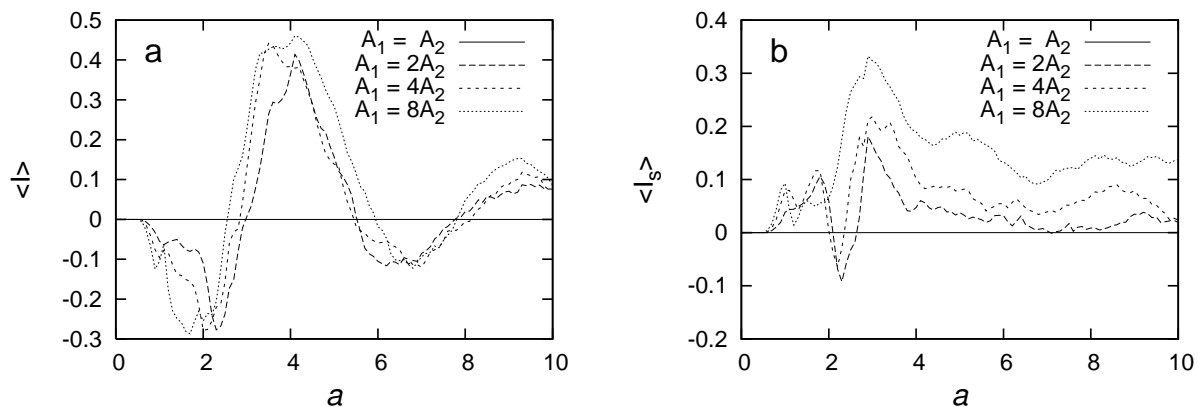 a
A1 = A2
A1 = 2A2
A1 = 4A2
A1 = 8A2
0.5
0.4
0.3
0.2
0.1
0
-0.1
-0.2
-0.3
<I>
0 2 4 6 8 10
a
b
A1 = A2
A1 = 2A2
A1 = 4A2
A1 = 8A2
0.4
0.3
0.2
0.1
0
-0.1
-0.2
<Is>
0 2 4 6 8 10
a